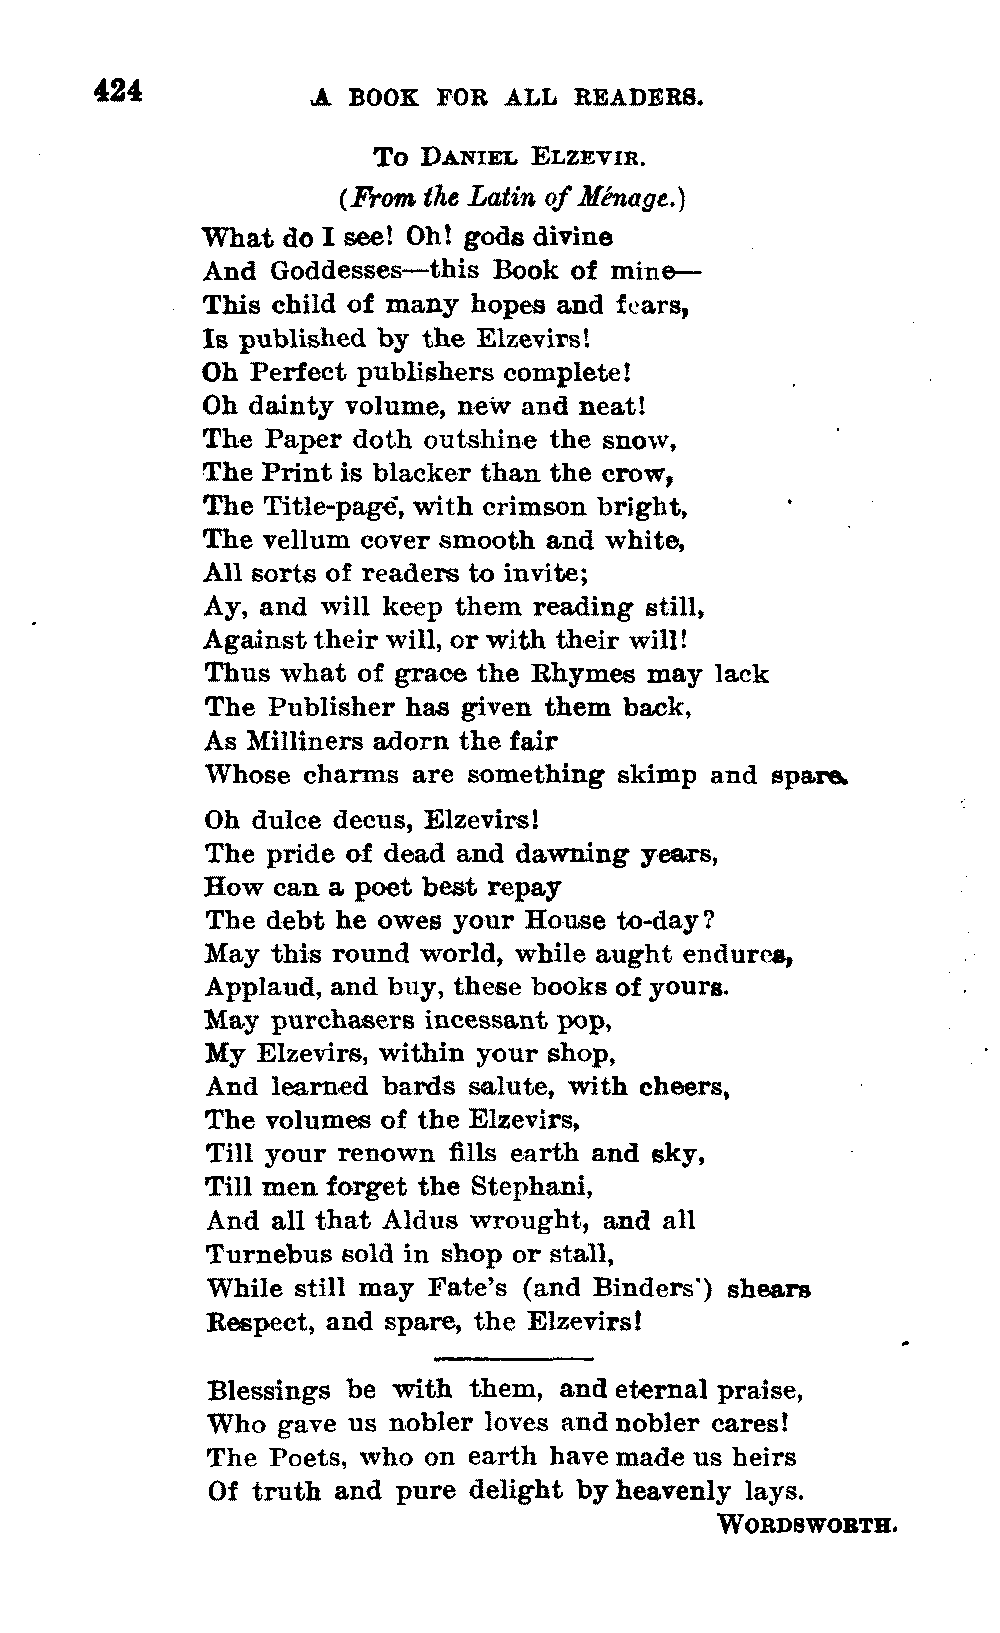 424
A BOOK FOR ALL READERS.
To Daniel Elzevir.
(From the Latin of Ménage.)
What do I see! Oh! gods divine
And Goddesses—this Book of mine—
This child of many hopes and fears,
Is published by the Elzevirs!
Oh Perfect publishers complete!
Oh dainty volume, new and neat!
The Paper doth outshine the snow,
The Print is blacker than the crow,
The Title-page, with crimson bright,
The vellum cover smooth and white,
All sorts of readers to invite;
Ay, and will keep them reading still,
Against their will, or with their will!
Thus what of grace the Rhymes may lack
The Publisher has given them back,
As Milliners adorn the fair
Whose charms are something skimp and spare.
Oh dulce decus, Elzevirs!
The pride of dead and dawning years,
How can a poet best repay
The debt he owes your House to-day?
May this round world, while aught endures,
Applaud, and buy, these books of yours.
May purchasers incessant pop,
My Elzevirs, within your shop,
And learned bards salute, with cheers,
The volumes of the Elzevirs,
Till your renown fills earth and sky,
Till men forget the Stephani,
And all that Aldus wrought, and all
Turnebus sold in shop or stall,
While still may Fate's (and Binders') shears
Respect, and spare, the Elzevirs!
Blessings be with them, and eternal praise,
Who gave us nobler loves and nobler cares!
The Poets, who on earth have made us heirs
Of truth and pure delight by heavenly lays.
Wordsworth.